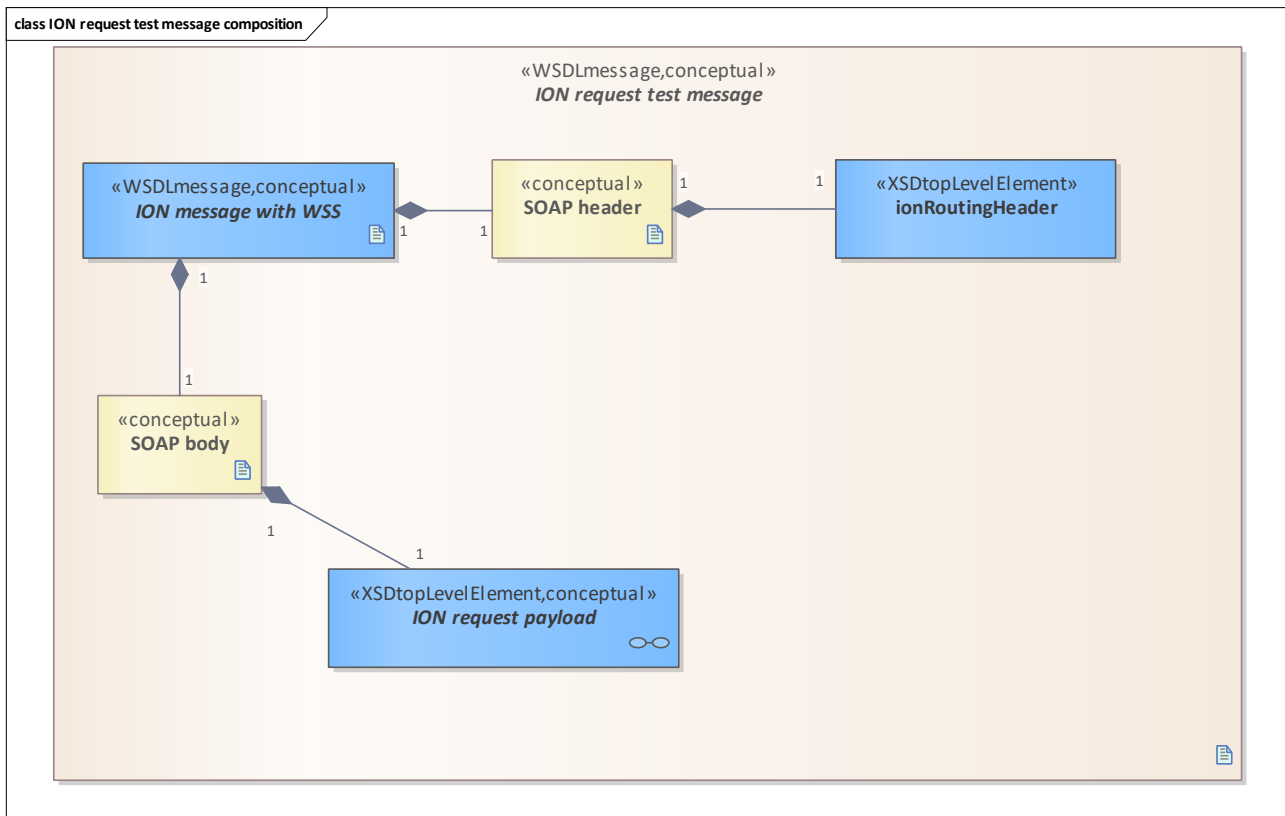 class ION request test message composition
«WSDLmessage,conceptual»
ION request test message
«WSDLmessage,conceptual»
ION message with WSS
«conceptual»
SOAP header
«XSDtopLevelElement»
ionRoutingHeader
1
1
1
1
1
1
«conceptual»
SOAP body
1
1
«XSDtopLevelElement,conceptual»
ION request payload